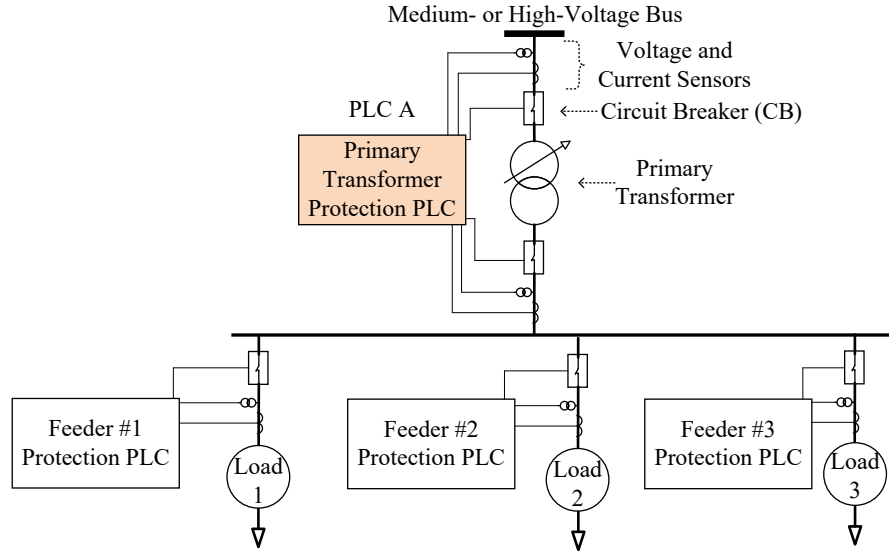 Medium- or High-Voltage Bus
Voltage and
Current Sensors
PLC A
Circuit Breaker (CB)
Primary
Transformer
Protection PLC
Primary
Transformer
Feeder #1
Protection PLC
Load
1
Feeder #2
Protection PLC
Load
2
Feeder #3
Protection PLC
Load
3